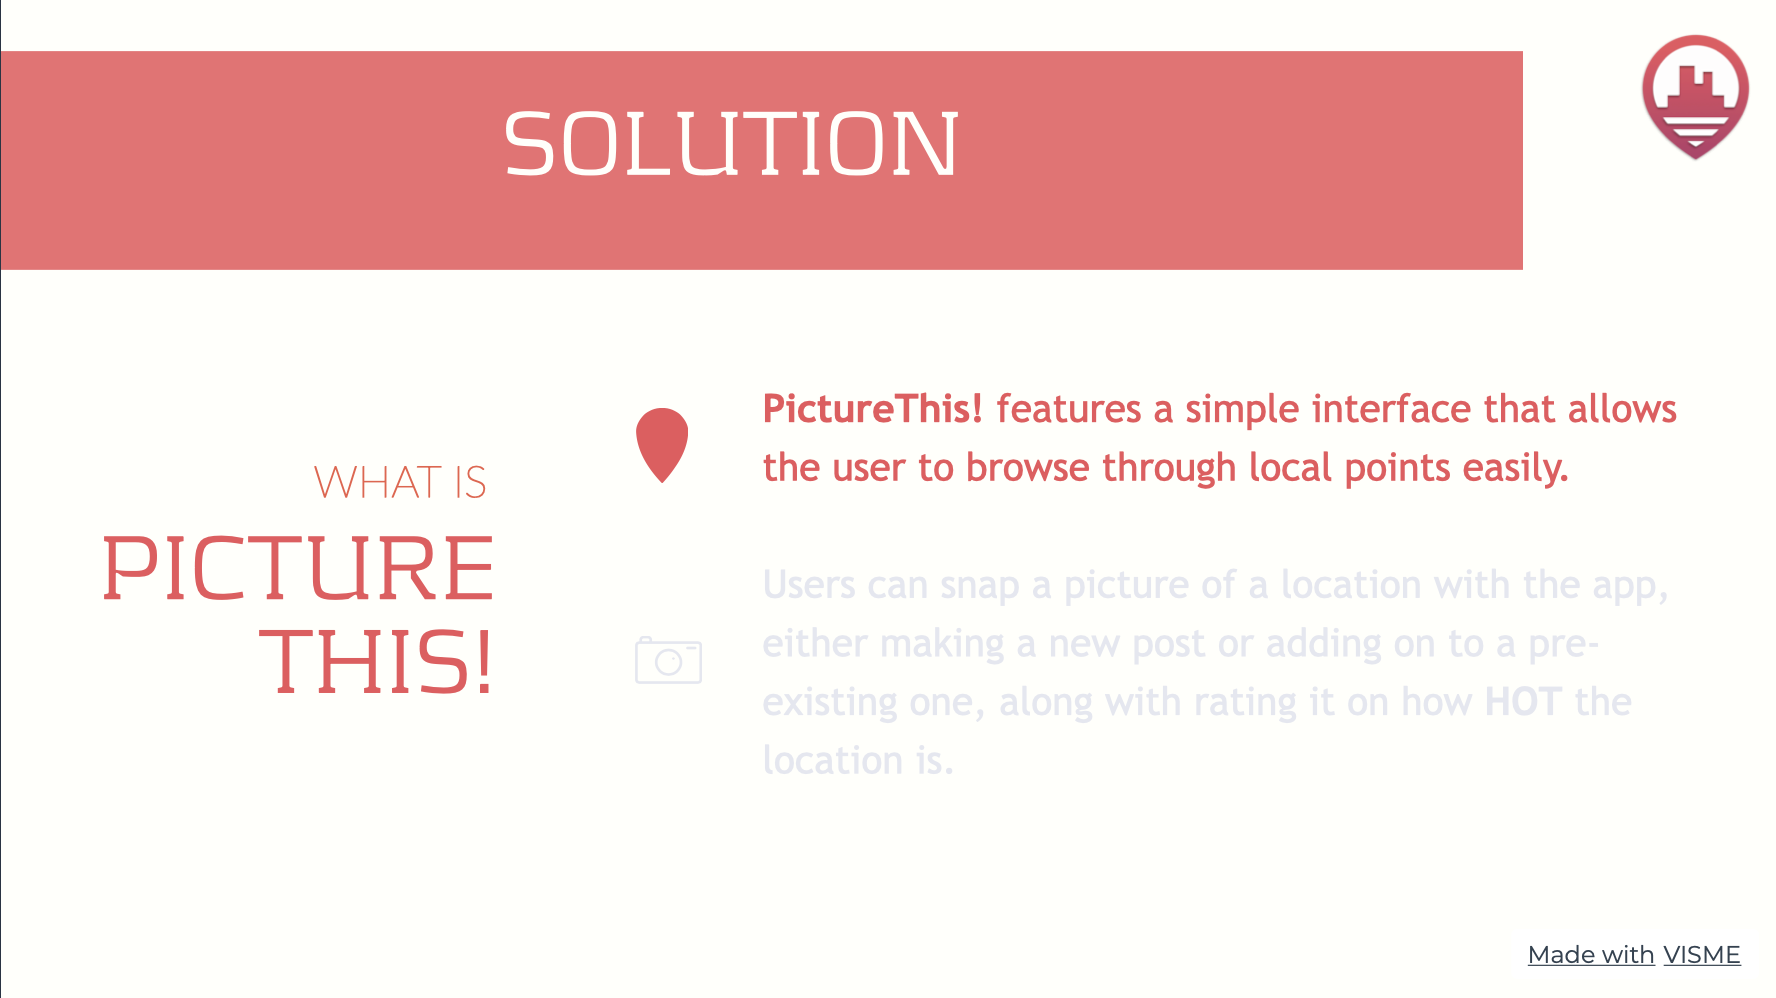 SOLUTION
WHAT IS
PICTURE
THIS!
PictureThis! features a simple interface that allows
the user to browse through local points easily.
Users can snap a picture of a location with the app,
either making a new post or adding on to a pre-
existing one, along with rating it on how HOT the
location is.
Made with VISME